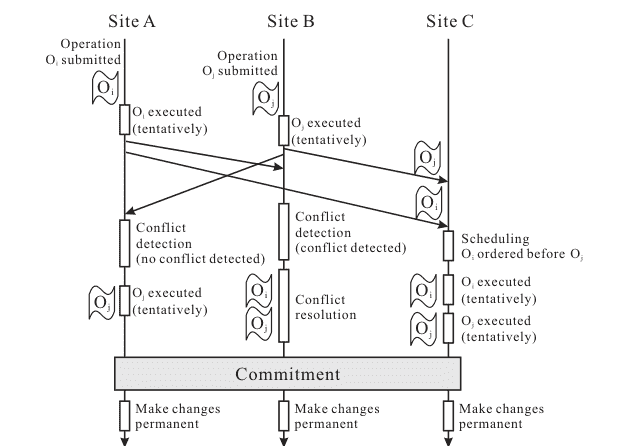 Site A
Site B
Site C
Operation
Oi submitted
Oi
Operation
Oj submitted
Oj
Oi executed
(tentatively)
Oj executed
(tentatively)
Oj
Oi
Conflict
detection
(no conflict detected)
Conflict
detection
(conflict detected)
Scheduling
Oi ordered before Oj
Oj
Oj executed
(tentatively)
Oi
Oj
Conflict
resolution
Oi
Oi executed
(tentatively)
Oj
Oj executed
(tentatively)
Commitment
Make changes
permanent
Make changes
permanent
Make changes
permanent